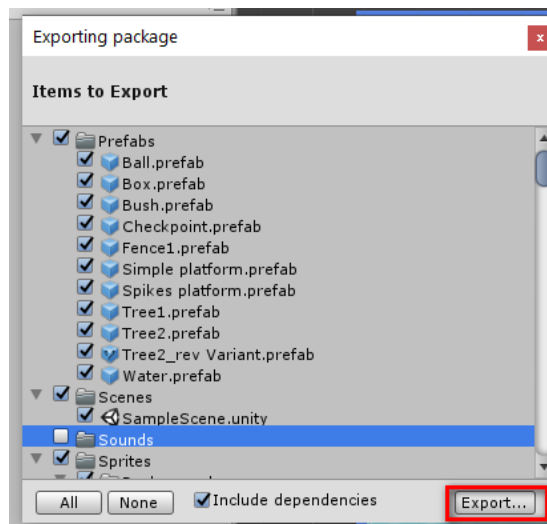 Exporting package
x
Items to Export
Prefabs
Ball.prefab
Box.prefab
Bush.prefab
Checkpoint.prefab
Fence1.prefab
Simple platform.prefab
Spikes platform.prefab
Tree1.prefab
Tree2.prefab
Tree2_rev Variant.prefab
Water.prefab
Scenes
SampleScene.unity
Sounds
Sprites
All None Include dependencies Export...